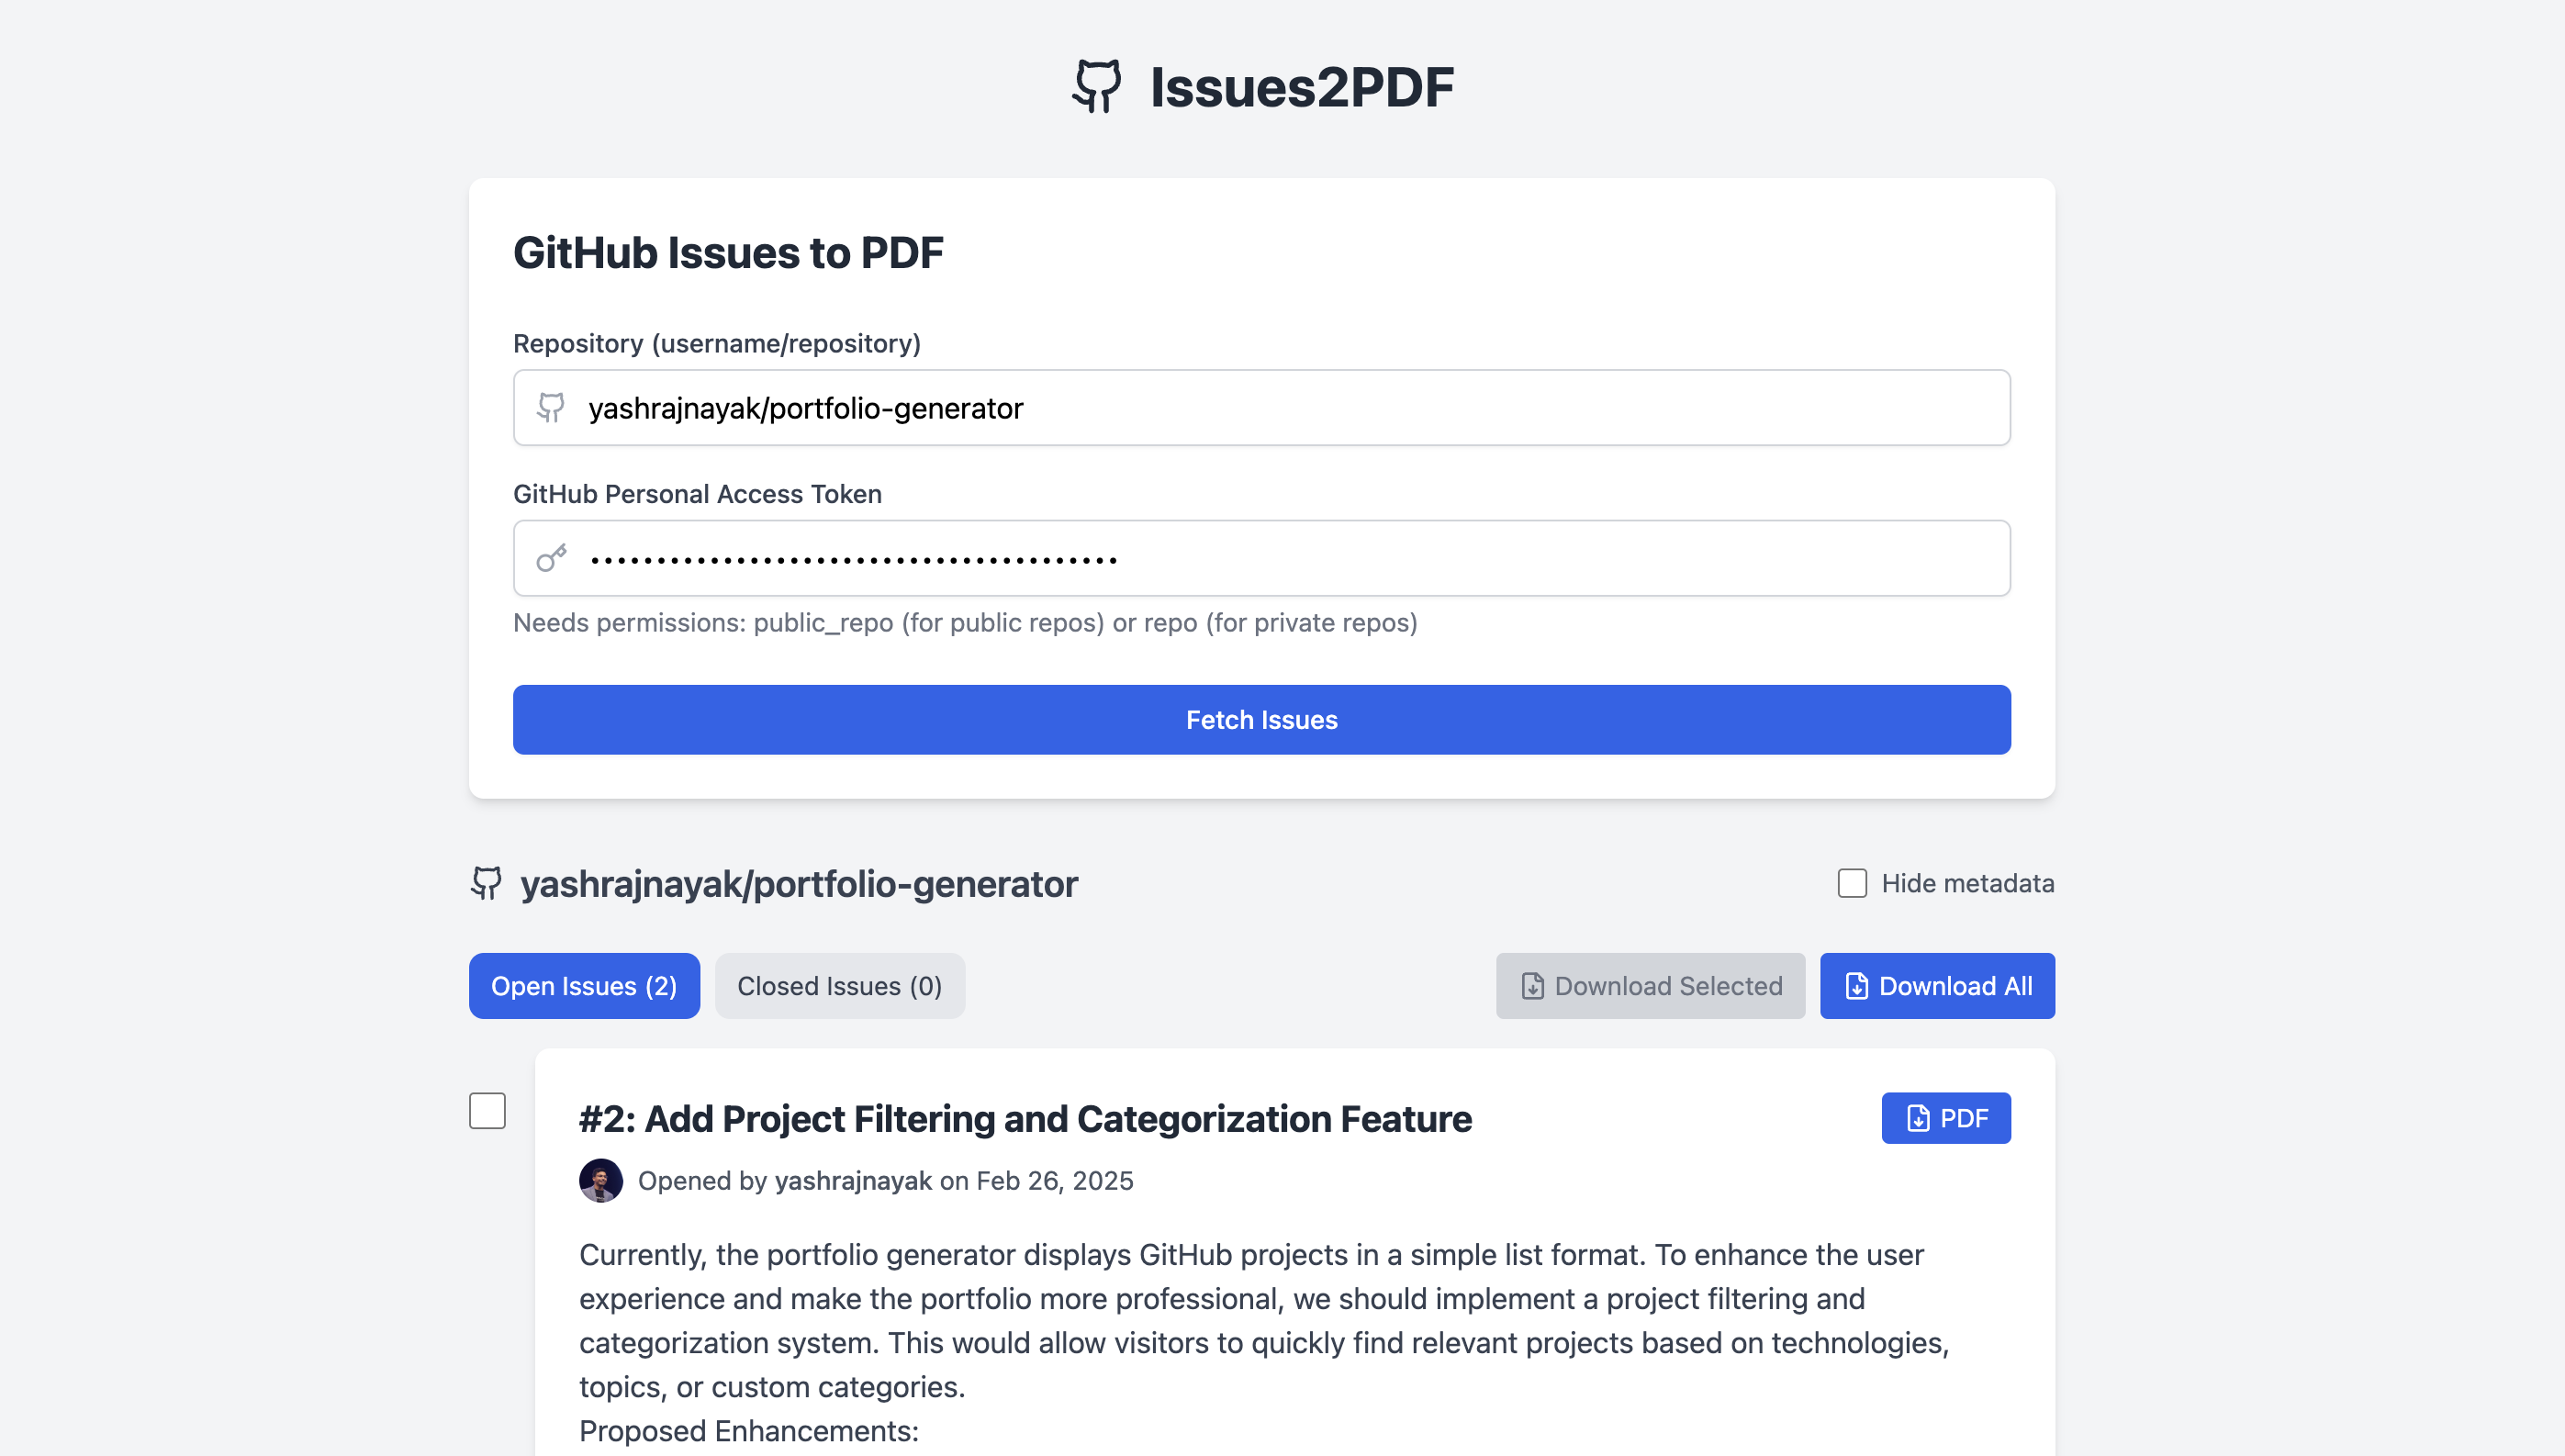 Issues2PDF
GitHub Issues to PDF
Repository (username/repository)
yashrajnayak/portfolio-generator
GitHub Personal Access Token
••••••••••••••••••••••••••••••••••••••••
Needs permissions: public_repo (for public repos) or repo (for private repos)
Fetch Issues
yashrajnayak/portfolio-generator
Hide metadata
Open Issues (2)
Closed Issues (0)
Download Selected
Download All
#2: Add Project Filtering and Categorization Feature
PDF
Opened by yashrajnayak on Feb 26, 2025
Currently, the portfolio generator displays GitHub projects in a simple list format. To enhance the user
experience and make the portfolio more professional, we should implement a project filtering and
categorization system. This would allow visitors to quickly find relevant projects based on technologies,
topics, or custom categories.
Proposed Enhancements: